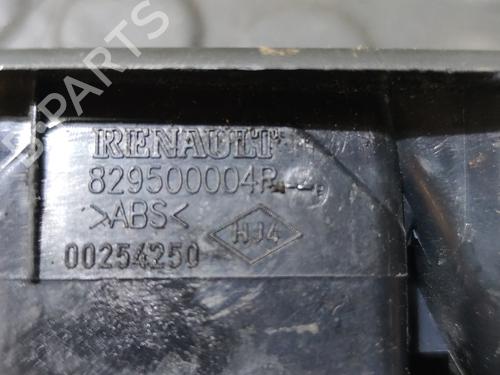 B-PARTS
RENAULT
829500004R
>ABS<
HJ4
00254250